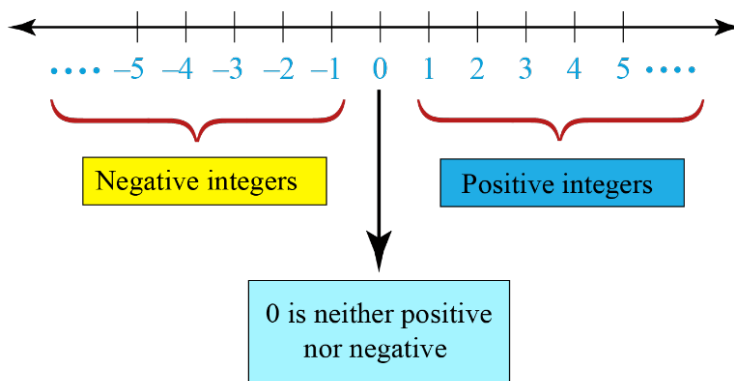 •••• –5 –4 –3 –2 –1 0 1 2 3 4 5 ••••
Negative integers
Positive integers
0 is neither positive
nor negative